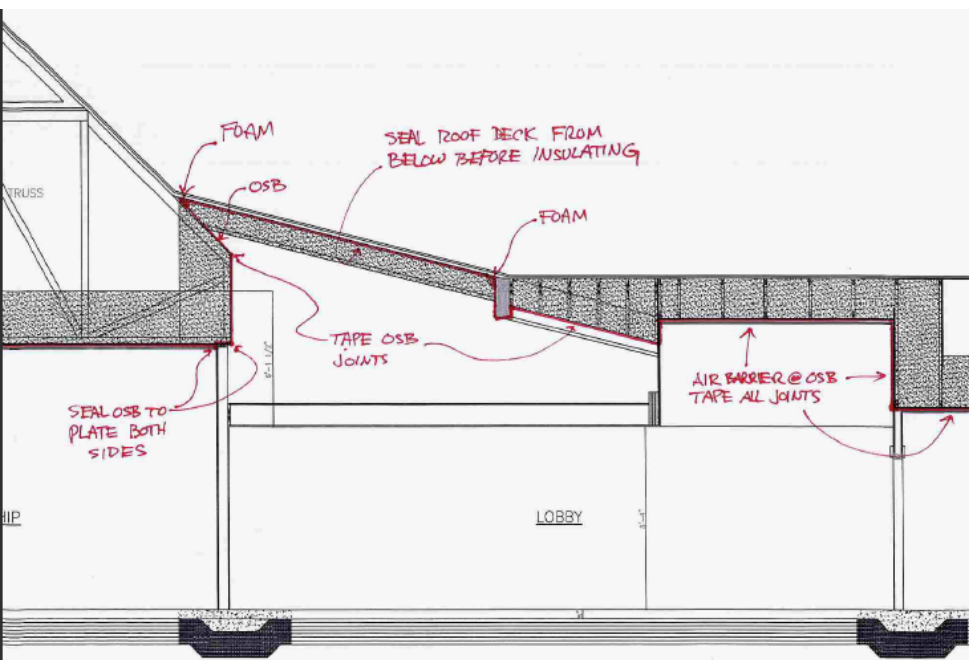 FOAM
SEAL ROOF DECK FROM
BELOW BEFORE INSULATING
OSB
TRUSS
FOAM
TAPE OSB
JOINTS
AIR BARRIER @ OSB
TAPE ALL JOINTS
SEAL OSB TO
PLATE BOTH
SIDES
HIP
LOBBY